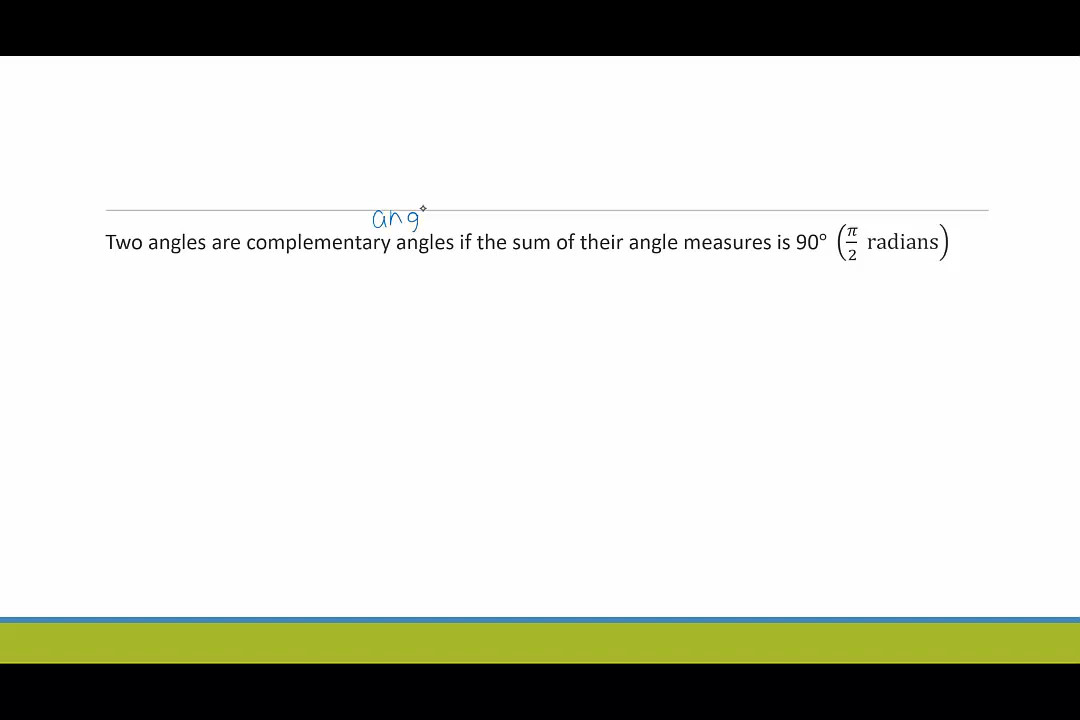 ang
Two angles are complementary angles if the sum of their angle measures is 90° (π/2 radians)